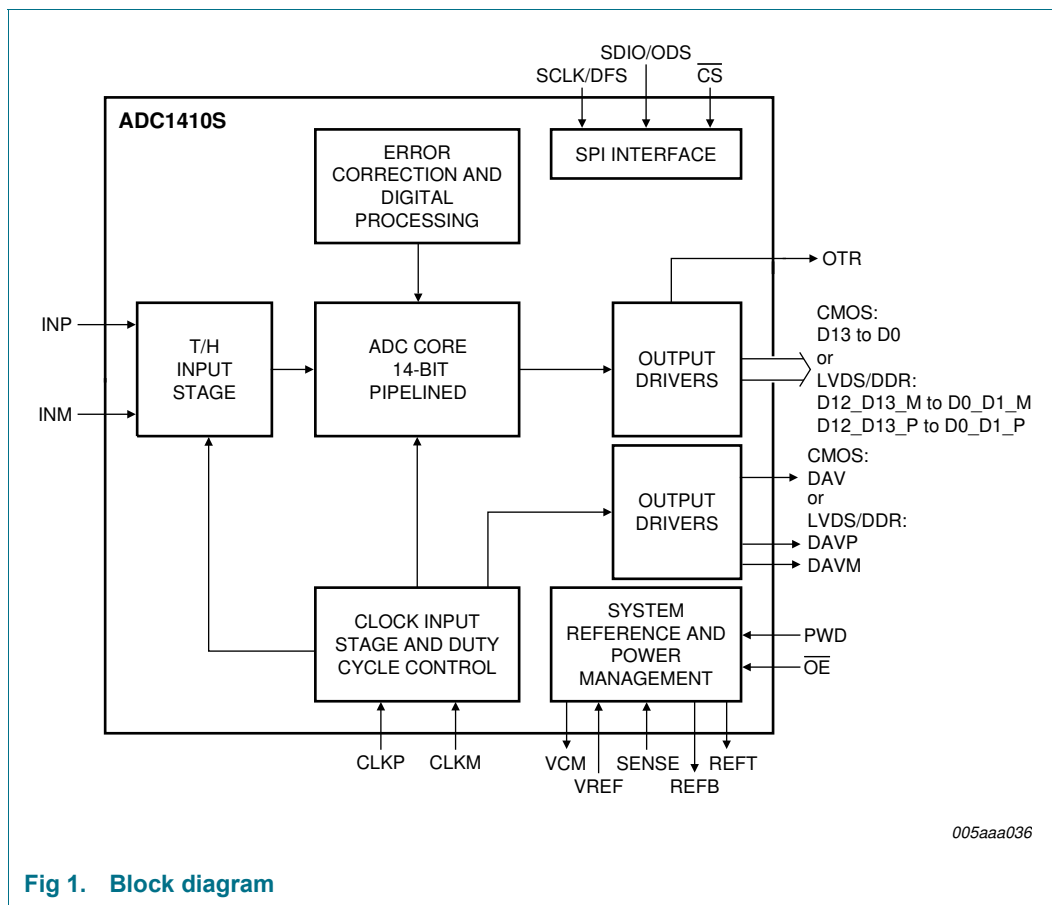 SDIO/ODS
SCLK/DFS
CS
ADC1410S
ERROR
CORRECTION AND
DIGITAL
PROCESSING
SPI INTERFACE
OTR
INP
INM
T/H
INPUT
STAGE
ADC CORE
14-BIT
PIPELINED
OUTPUT
DRIVERS
CMOS:
D13 to D0
or
LVDS/DDR:
D12_D13_M to D0_D1_M
D12_D13_P to D0_D1_P
OUTPUT
DRIVERS
CMOS:
DAV
or
LVDS/DDR:
DAVP
DAVM
CLOCK INPUT
STAGE AND DUTY
CYCLE CONTROL
SYSTEM
REFERENCE AND
POWER
MANAGEMENT
PWD
OE
CLKP
CLKM
VCM
VREF
SENSE
REFB
REFT
005aaa036
Fig 1. Block diagram